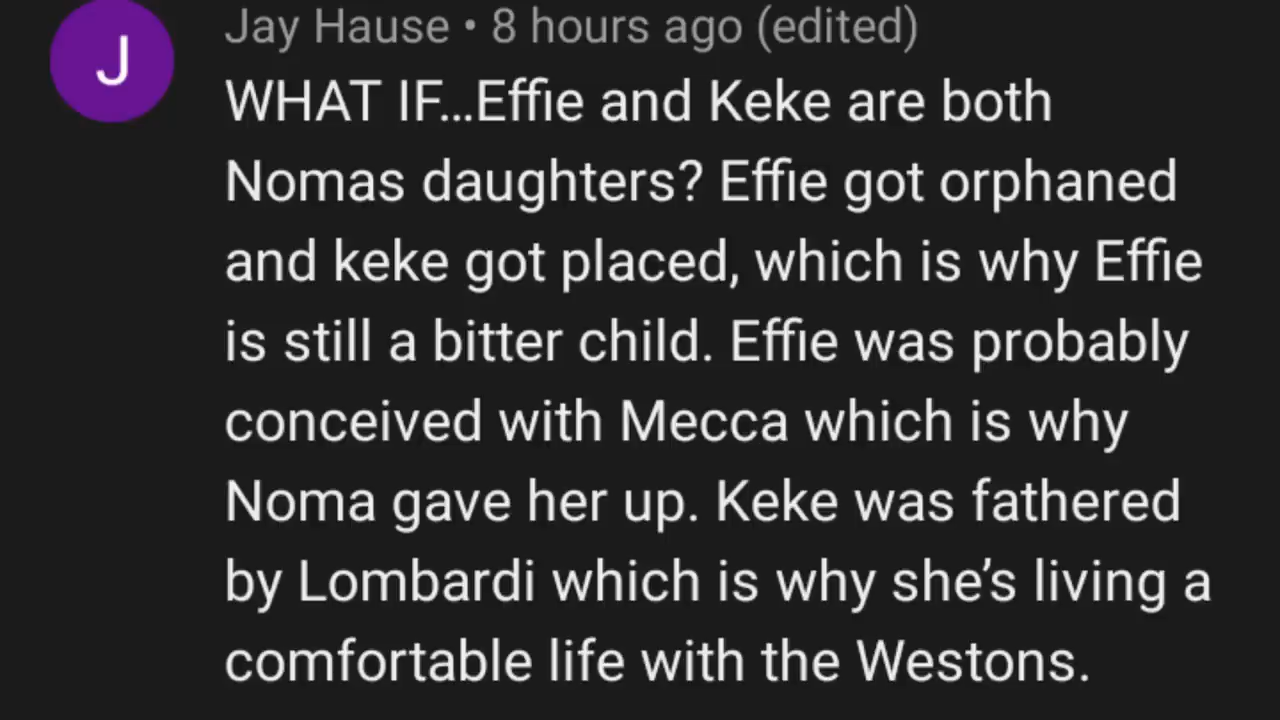 J
Jay Hause • 8 hours ago (edited)
WHAT IF...Effie and Keke are both
Nomas daughters? Effie got orphaned
and keke got placed, which is why Effie
is still a bitter child. Effie was probably
conceived with Mecca which is why
Noma gave her up. Keke was fathered
by Lombardi which is why she’s living a
comfortable life with the Westons.